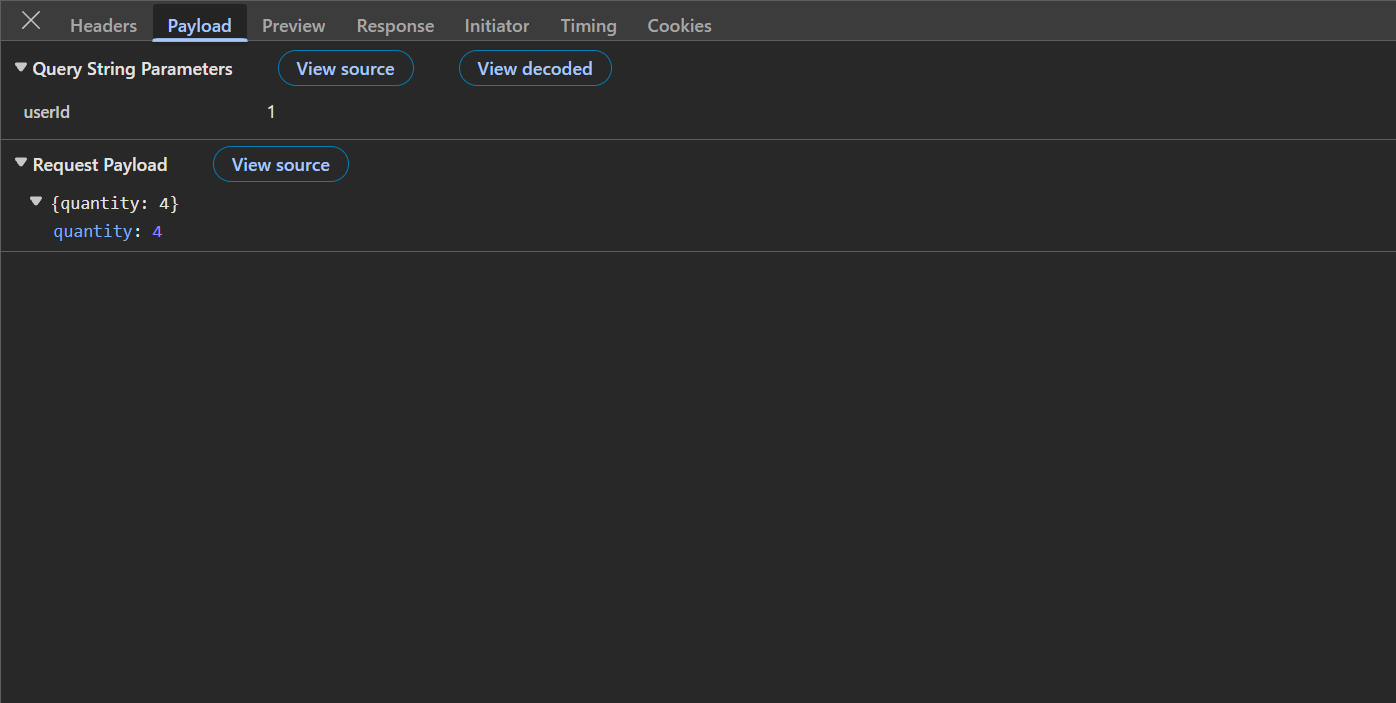 Headers Payload Preview Response Initiator Timing Cookies
Query String Parameters View source View decoded
userId 1
Request Payload View source
{quantity: 4}
quantity: 4